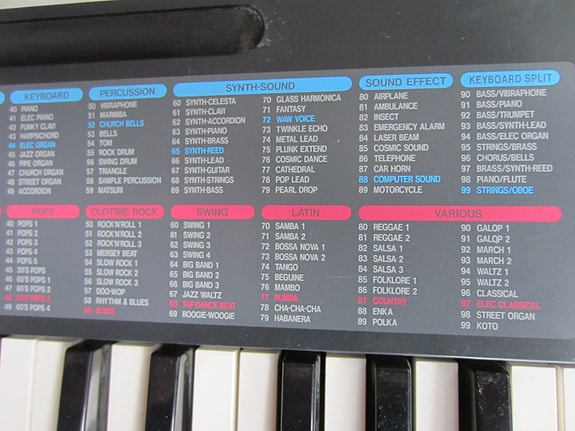 KEYBOARD
40 PIANO
41 ELEC PIANO
42 FUNKY CLAVI
43 HARPSICHORD
44 ELEC ORGAN
45 JAZZ ORGAN
46 PIPE ORGAN
47 CHURCH ORGAN
48 STREET ORGAN
49 ACCORDION
PERCUSSION
50 VIBRAPHONE
51 MARIMBA
52 CHURCH BELLS
53 BELLS
54 TOM
55 ROCK DRUM
56 SWING DRUM
57 TRIANGLE
58 SAMPLE PERCUSSION
59 MATSURI
SYNTH-SOUND
60 SYNTH-CELESTA
61 SYNTH-CLAVI
62 SYNTH-ACCORDION
63 SYNTH-PIANO
64 SYNTH-BRASS
65 SYNTH-REED
66 SYNTH-CELLO
67 SYNTH-GUITAR
68 SYNTH-STRINGS
69 SYNTH-BASS
70 GLASS HARMONICA
71 FANTASY
72 WAW VOICE
73 TWINKLE ECHO
74 METAL LEAD
75 PLUNK EXTEND
76 COSMIC DANCE
77 CATHEDRAL
78 POP LEAD
79 PEARL DROP
SOUND EFFECT
80 AIRPLANE
81 AMBULANCE
82 INSECT
83 EMERGENCY ALARM
84 LASER BEAM
85 COSMIC SOUND
86 TELEPHONE
87 CAR HORN
88 COMPUTER SOUND
89 MOTORCYCLE
KEYBOARD SPLIT
90 BASS/VIBRAPHONE
91 BASS/PIANO
92 BASS/TRUMPET
93 BASS/SYNTH-LEAD
94 BASS/ELEC ORGAN
95 STRINGS/BRASS
96 CHORUS/BELLS
97 BRASS/SYNTH-REED
98 PIANO/FLUTE
99 STRINGS/OBOE
POPS
40 POPS 1
41 POPS 2
42 POPS 3
43 POPS 4
44 POPS 5
45 30'S POPS
46 60'S POPS 1
47 60'S POPS 2
48 60'S POPS 3
49 60'S POPS 4
OLDTIME ROCK
50 ROCK'N'ROLL 1
51 ROCK'N'ROLL 2
52 ROCK'N'ROLL 3
53 MERSEY BEAT
54 SLOW ROCK 1
55 SLOW ROCK 2
56 SLOW ROCK 3
57 DOO-WOP
58 RHYTHM & BLUES
59 BLUES
SWING
60 SWING 1
61 SWING 2
62 SWING 3
63 SWING 4
64 BIG BAND 1
65 BIG BAND 2
66 BIG BAND 3
67 JAZZ WALTZ
68 TAP-DANCE BEAT
69 BOOGIE-WOOGIE
LATIN
70 SAMBA 1
71 SAMBA 2
72 BOSSA NOVA 1
73 BOSSA NOVA 2
74 TANGO
75 BEGUINE
76 MAMBO
77 RUMBA
78 CHA-CHA-CHA
79 HABANERA
VARIOUS
80 REGGAE 1
81 REGGAE 2
82 SALSA 1
83 SALSA 2
84 SALSA 3
85 FOLKLORE 1
86 FOLKLORE 2
87 COUNTRY
88 ENKA
89 POLKA
90 GALOP 1
91 GALOP 2
92 MARCH 1
93 MARCH 2
94 WALTZ 1
95 WALTZ 2
96 CLASSICAL
97 ELEC CLASSICAL
98 STREET ORGAN
99 KOTO